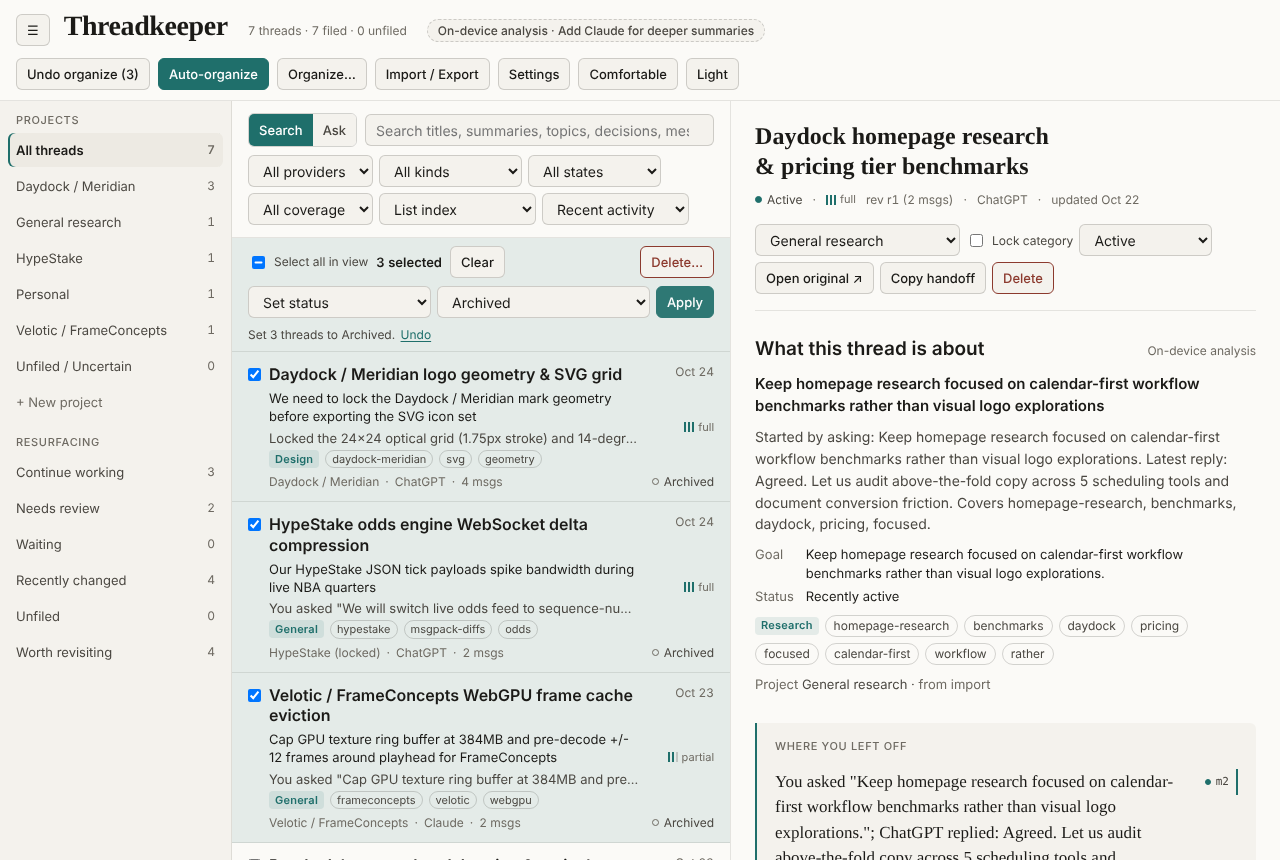 ☰ Threadkeeper 7 threads · 7 filed · 0 unfiled On-device analysis · Add Claude for deeper summaries
Undo organize (3) Auto-organize Organize... Import / Export Settings Comfortable Light
PROJECTS
All threads 7
Daydock / Meridian 3
General research 1
HypeStake 1
Personal 1
Velotic / FrameConcepts 1
Unfiled / Uncertain 0
+ New project
RESURFACING
Continue working 3
Needs review 2
Waiting 0
Recently changed 4
Unfiled 0
Worth revisiting 4
Search Ask Search titles, summaries, topics, decisions, mes
All providers All kinds All states
All coverage List index Recent activity
Select all in view 3 selected Clear Delete...
Set status Archived Apply
Set 3 threads to Archived. Undo
Daydock / Meridian logo geometry & SVG grid Oct 24
We need to lock the Daydock / Meridian mark geometry
before exporting the SVG icon set
full
Locked the 24×24 optical grid (1.75px stroke) and 14-degr...
Design daydock-meridian svg geometry
Daydock / Meridian · ChatGPT · 4 msgs Archived
HypeStake odds engine WebSocket delta Oct 24
compression
Our HypeStake JSON tick payloads spike bandwidth during
live NBA quarters full
You asked "We will switch live odds feed to sequence-nu...
General hypestake msgpack-diffs odds
HypeStake (locked) · ChatGPT · 2 msgs Archived
Velotic / FrameConcepts WebGPU frame cache Oct 23
eviction
Cap GPU texture ring buffer at 384MB and pre-decode +/-
12 frames around playhead for FrameConcepts partial
You asked "Cap GPU texture ring buffer at 384MB and pre...
General frameconcepts velotic webgpu
Velotic / FrameConcepts · Claude · 2 msgs Archived
Daydock homepage research
& pricing tier benchmarks
Active · full rev r1 (2 msgs) · ChatGPT · updated Oct 22
General research Lock category Active
Open original ↗ Copy handoff Delete
What this thread is about On-device analysis
Keep homepage research focused on calendar-first workflow
benchmarks rather than visual logo explorations
Started by asking: Keep homepage research focused on calendar-first
workflow benchmarks rather than visual logo explorations. Latest reply:
Agreed. Let us audit above-the-fold copy across 5 scheduling tools and
document conversion friction. Covers homepage-research, benchmarks,
daydock, pricing, focused.
Goal Keep homepage research focused on calendar-first workflow
benchmarks rather than visual logo explorations.
Status Recently active
Research homepage-research benchmarks daydock pricing
focused calendar-first workflow rather
Project General research · from import
WHERE YOU LEFT OFF
You asked "Keep homepage research focused on calendar- m2
first workflow benchmarks rather than visual logo
explorations."; ChatGPT replied: Agreed. Let us audit
above-the-fold copy across 5 scheduling tools and